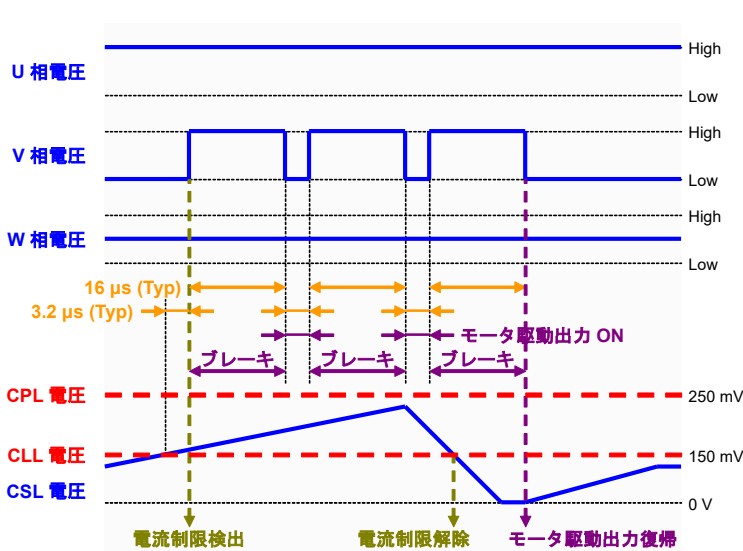 High
U 相電圧
Low
High
V 相電圧
Low
High
W 相電圧
Low
16 µs (Typ)
3.2 µs (Typ)
モータ駆動出力 ON
ブレーキ ブレーキ ブレーキ
CPL 電圧 250 mV
CLL 電圧 150 mV
CSL 電圧
0 V
電流制限検出 電流制限解除 モータ駆動出力復帰